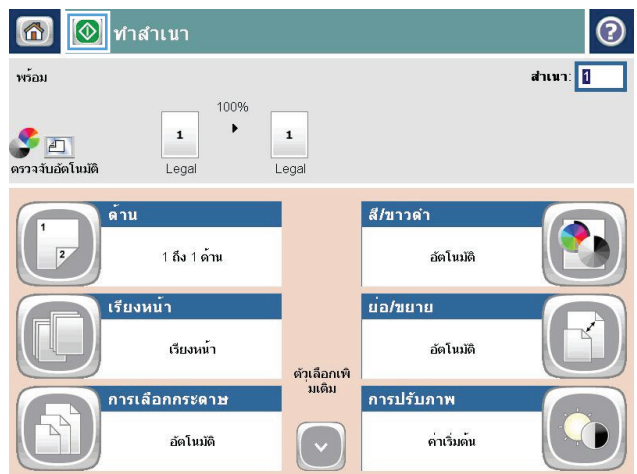 ทำสำเนา
พร้อม
สำเนา: 1
100%
1 1
ตรวจจับอัตโนมัติ Legal Legal
ด้าน
1
2
1 ถึง 1 ด้าน
สี/ขาวดำ
อัตโนมัติ
เรียงหน้า
เรียงหน้า
ย่อ/ขยาย
อัตโนมัติ
ตัวเลือกเพิ
่มเติม
การเลือกกระดาษ
อัตโนมัติ
การปรับภาพ
ค่าเริ่มต้น